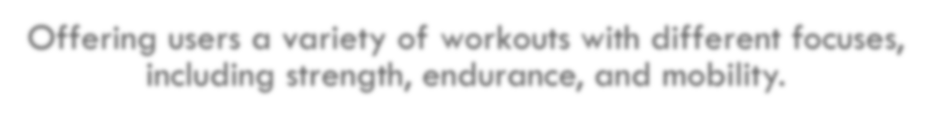 Offering users a variety of workouts with different focuses,
including strength, endurance, and mobility.